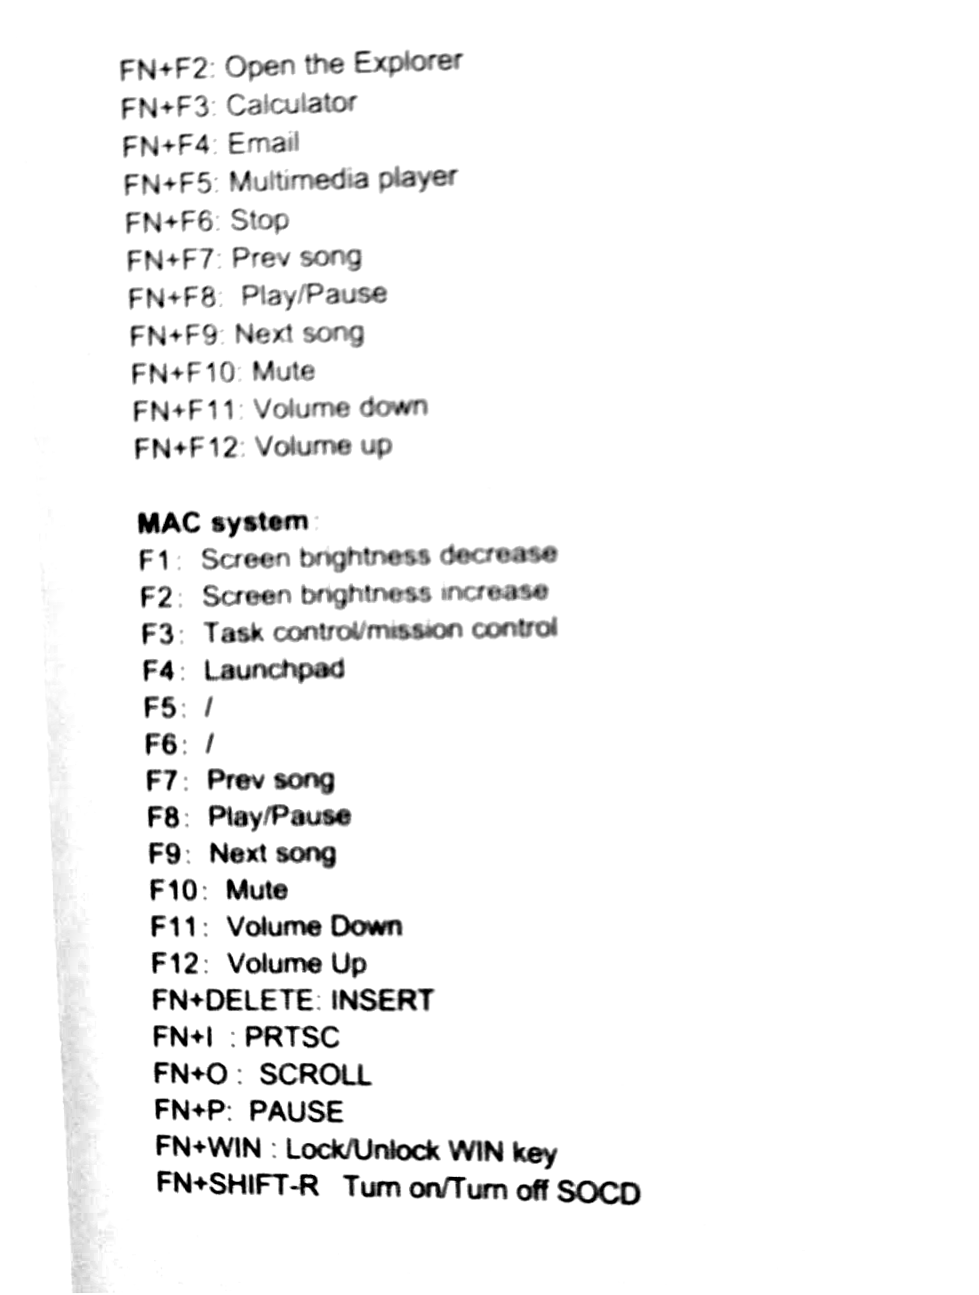 FN+F2: Open the Explorer
FN+F3: Calculator
FN+F4: Email
FN+F5: Multimedia player
FN+F6: Stop
FN+F7: Prev song
FN+F8: Play/Pause
FN+F9: Next song
FN+F10: Mute
FN+F11: Volume down
FN+F12: Volume up
MAC system:
F1: Screen brightness decrease
F2: Screen brightness increase
F3: Task control/mission control
F4: Launchpad
F5: /
F6: /
F7: Prev song
F8: Play/Pause
F9: Next song
F10: Mute
F11: Volume Down
F12: Volume Up
FN+DELETE: INSERT
FN+I : PRTSC
FN+O : SCROLL
FN+P: PAUSE
FN+WIN : Lock/Unlock WIN key
FN+SHIFT-R Turn on/Turn off SOCD